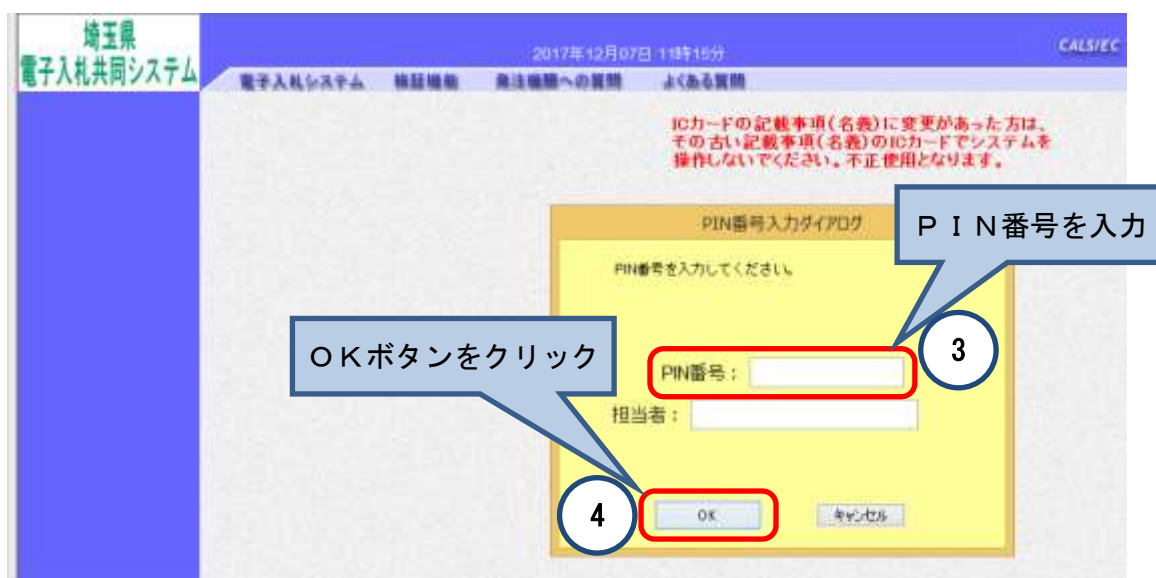 埼玉県
電子入札共同システム
2017年12月07日 11時15分
CALS/EC
電子入札システム 検証機能 発注機関への質問 よくある質問
ICカードの記載事項(名義)に変更があった方は、
その古い記載事項(名義)のICカードでシステムを
操作しないでください。不正使用となります。
PIN番号入力ダイアログ
PIN番号を入力
PIN番号を入力してください。
OKボタンをクリック
3
PIN番号:
担当者:
4
OK
キャンセル